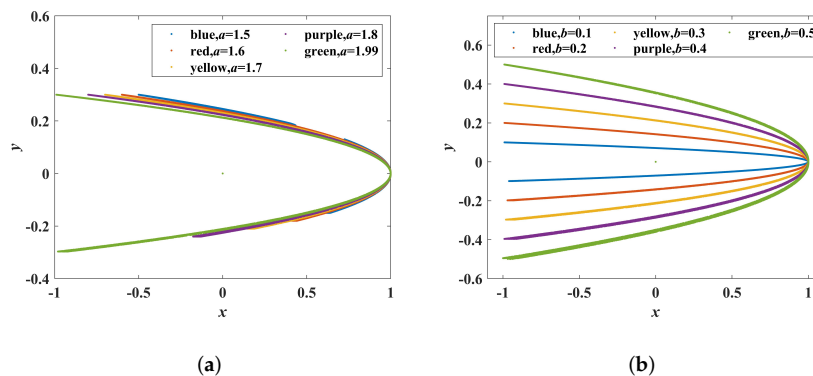 blue,a=1.5 purple,a=1.8
red,a=1.6 green,a=1.99
yellow,a=1.7
0.6
0.4
0.2
0
-0.2
-0.4
y
-1 -0.5 0 0.5 1
x
(a)
blue,b=0.1 yellow,b=0.3 green,b=0.5
red,b=0.2 purple,b=0.4
0.6
0.4
0.2
0
-0.2
-0.4
-0.6
y
-1 -0.5 0 0.5 1
x
(b)